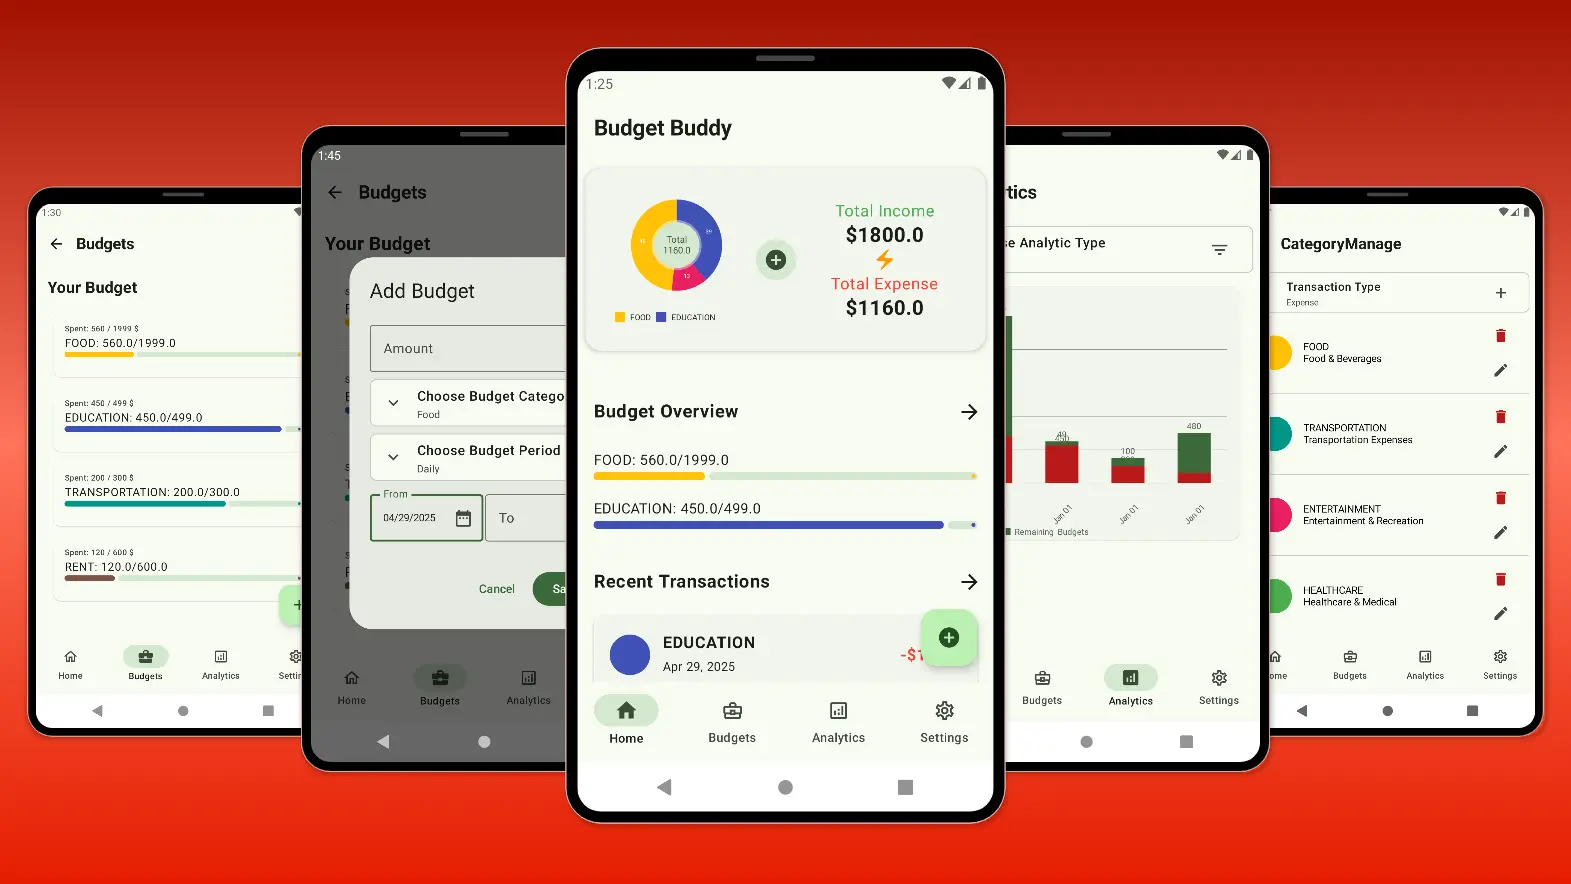 1:30
Budgets
Your Budget
Spent: 560 / 1999 $
FOOD: 560.0/1999.0
Spent: 450 / 499 $
EDUCATION: 450.0/499.0
Spent: 200 / 300 $
TRANSPORTATION: 200.0/300.0
Spent: 120 / 600 $
RENT: 120.0/600.0
Home
Budgets
Analytics
Settin
1:45
Budgets
Your Budget
Add Budget
Amount
Choose Budget Catego
Food
Choose Budget Period
Daily
From
04/29/2025
To
Cancel
Sa
Home
Budgets
Analytics
1:25
Budget Buddy
Total
1160.0
FOOD
EDUCATION
Total Income
$1800.0
Total Expense
$1160.0
Budget Overview
FOOD: 560.0/1999.0
EDUCATION: 450.0/499.0
Recent Transactions
EDUCATION
Apr 29, 2025
-$1
Home
Budgets
Analytics
Settings
tics
se Analytic Type
49
450
100
480
Jan 01
Jan 01
Jan 01
Remaining Budgets
Budgets
Analytics
Settings
CategoryManage
Transaction Type
Expense
FOOD
Food & Beverages
TRANSPORTATION
Transportation Expenses
ENTERTAINMENT
Entertainment & Recreation
HEALTHCARE
Healthcare & Medical
ome
Budgets
Analytics
Settings